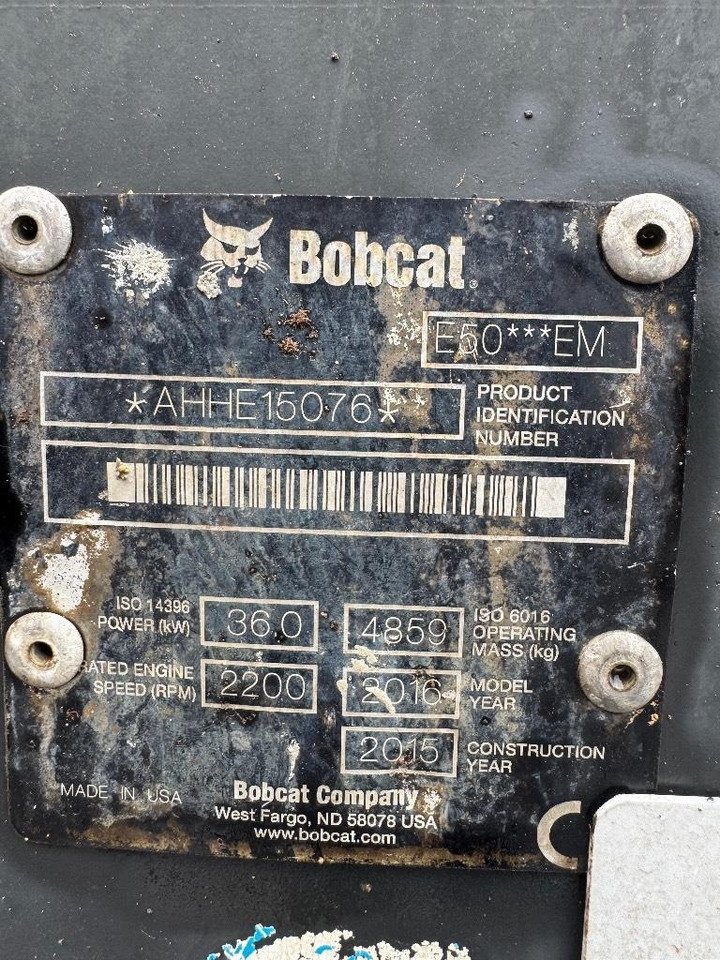 Bobcat®
E50***EM
*AHHE15076*
PRODUCT
IDENTIFICATION
NUMBER
ISO 14396
POWER (kW)
36.0
4859
ISO 6016
OPERATING
MASS (kg)
RATED ENGINE
SPEED (RPM)
2200
2016
MODEL
YEAR
2015
CONSTRUCTION
YEAR
MADE IN USA
Bobcat Company
West Fargo, ND 58078 USA
www.bobcat.com
C